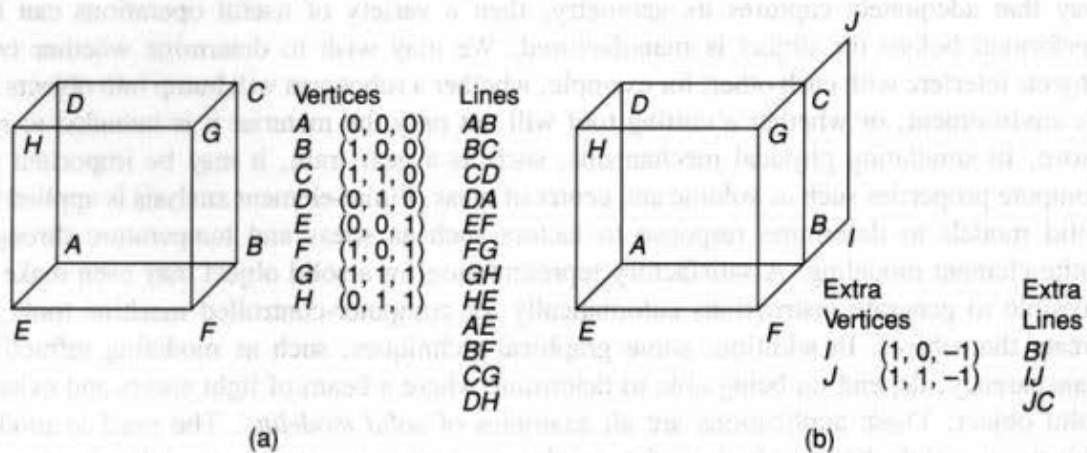 D
C
H
G
A
B
E
F
Vertices
A (0, 0, 0)
B (1, 0, 0)
C (1, 1, 0)
D (0, 1, 0)
E (0, 0, 1)
F (1, 0, 1)
G (1, 1, 1)
H (0, 1, 1)
Lines
AB
BC
CD
DA
EF
FG
GH
HE
AE
BF
CG
DH
(a)
J
D
C
H
G
A
B
I
E
F
Extra
Vertices
I (1, 0, −1)
J (1, 1, −1)
Extra
Lines
BI
IJ
JC
(b)